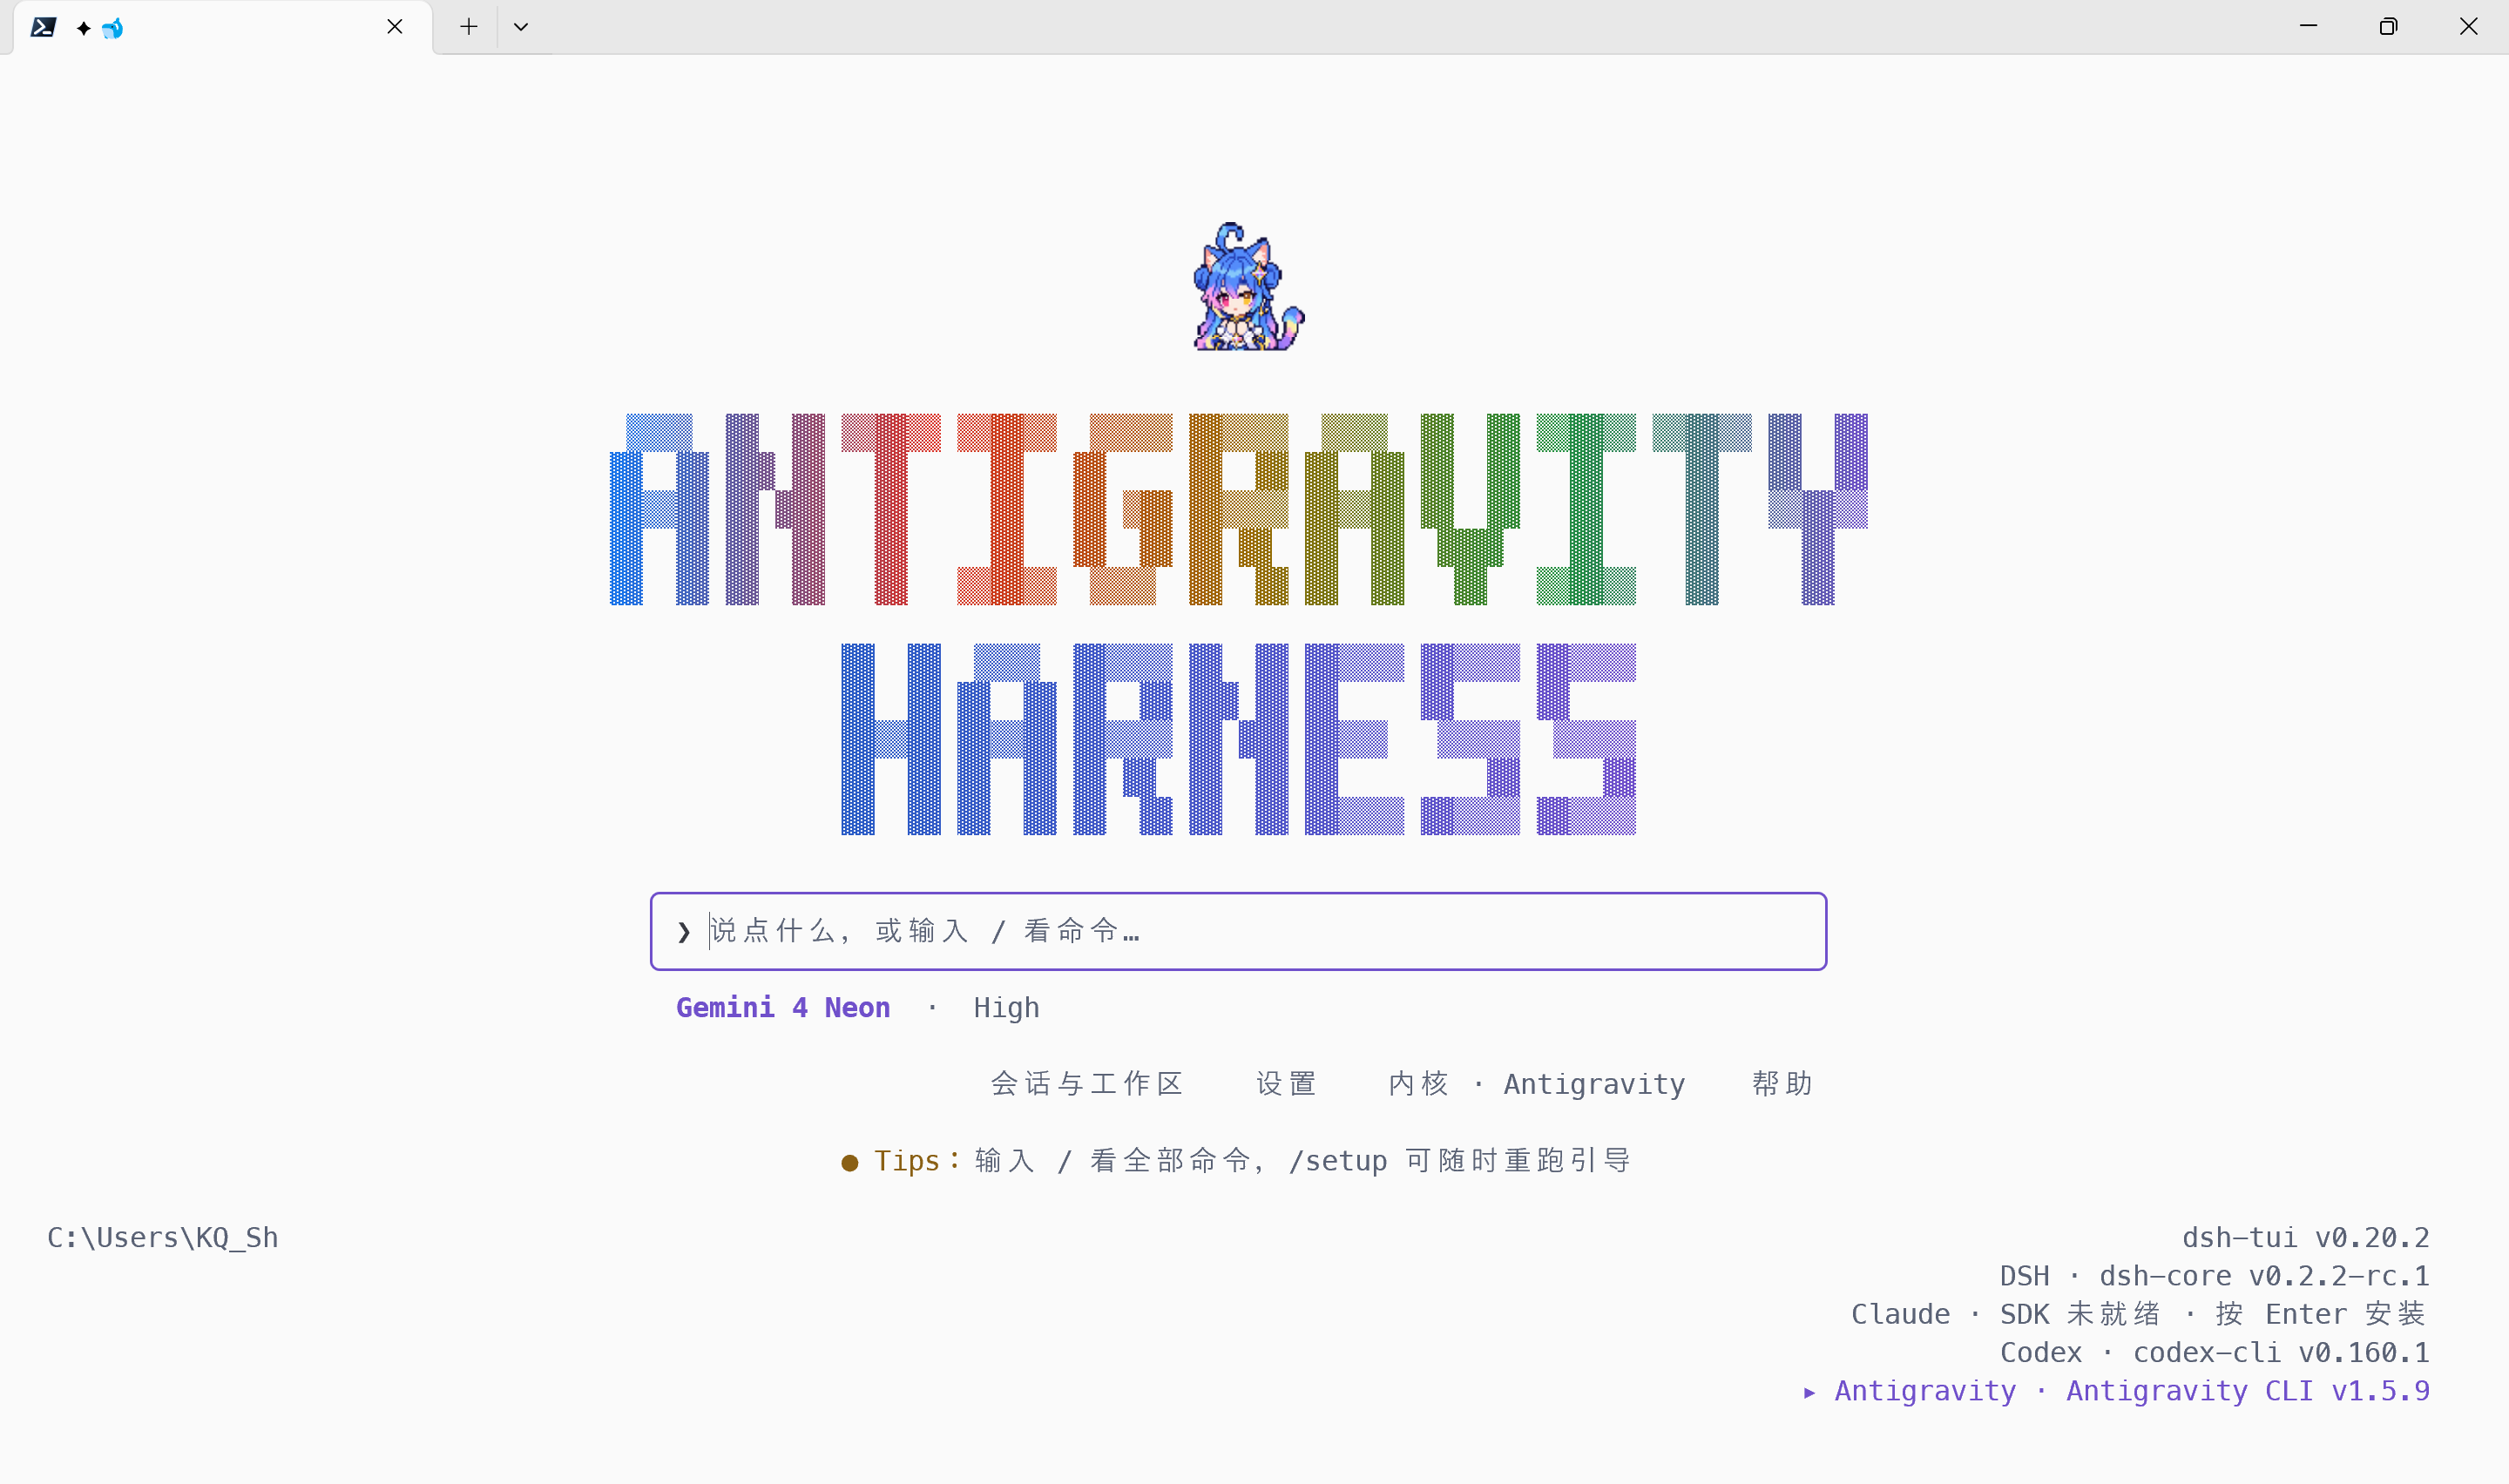 ANTIGRAVITY
HARNESS
❯ 说点什么, 或输入 / 看命令…
Gemini 4 Neon · High
会话与工作区 设置 内核 · Antigravity 帮助
● Tips: 输入 / 看全部命令, /setup 可随时重跑引导
C:\Users\KQ_Sh
dsh-tui v0.20.2
DSH · dsh-core v0.2.2-rc.1
Claude · SDK 未就绪 · 按 Enter 安装
Codex · codex-cli v0.160.1
▸ Antigravity · Antigravity CLI v1.5.9